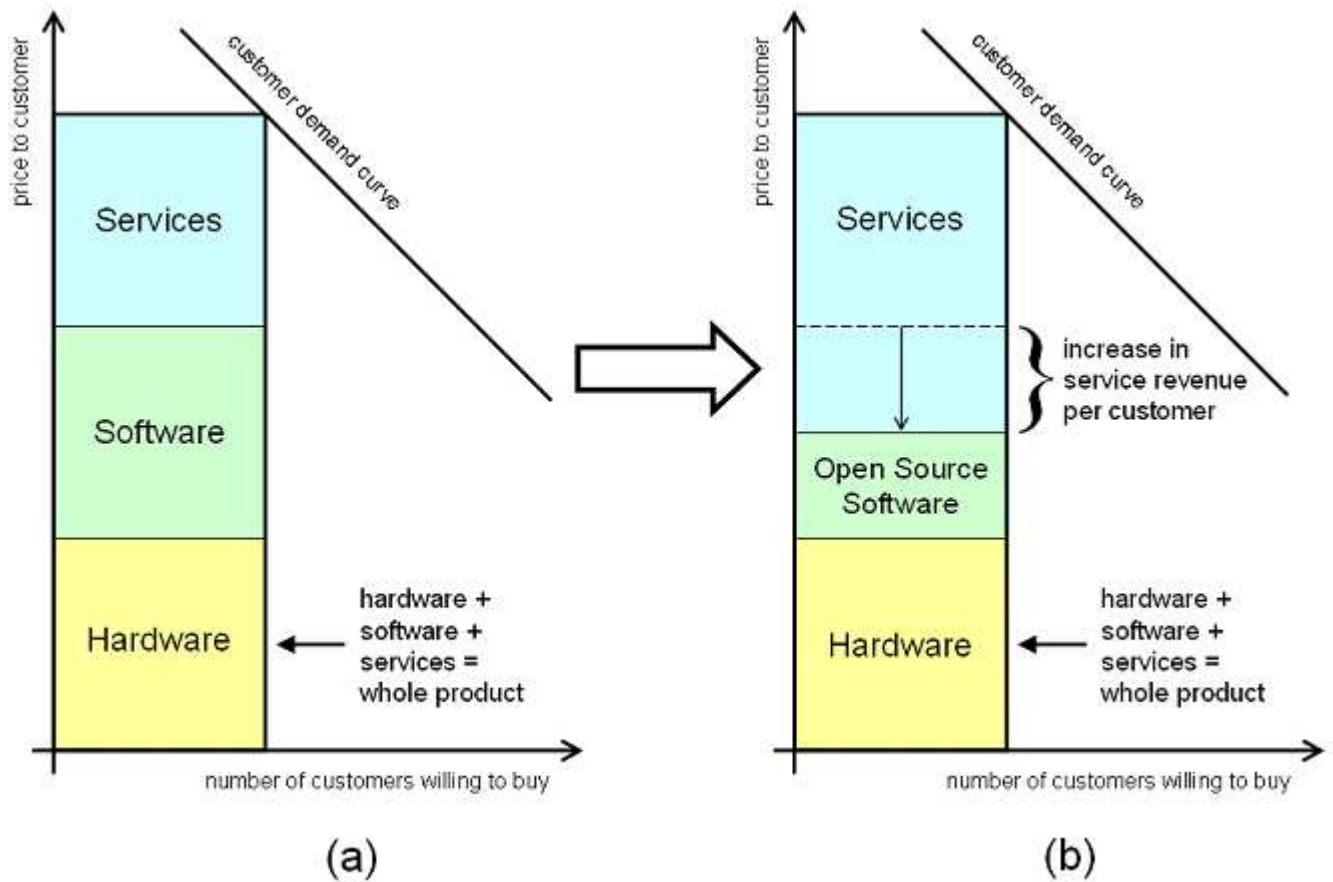 price to customer
customer demand curve
Services
Software
Hardware
hardware +
software +
services =
whole product
number of customers willing to buy
(a)
price to customer
customer demand curve
Services
increase in
service revenue
per customer
Open Source
Software
Hardware
hardware +
software +
services =
whole product
number of customers willing to buy
(b)